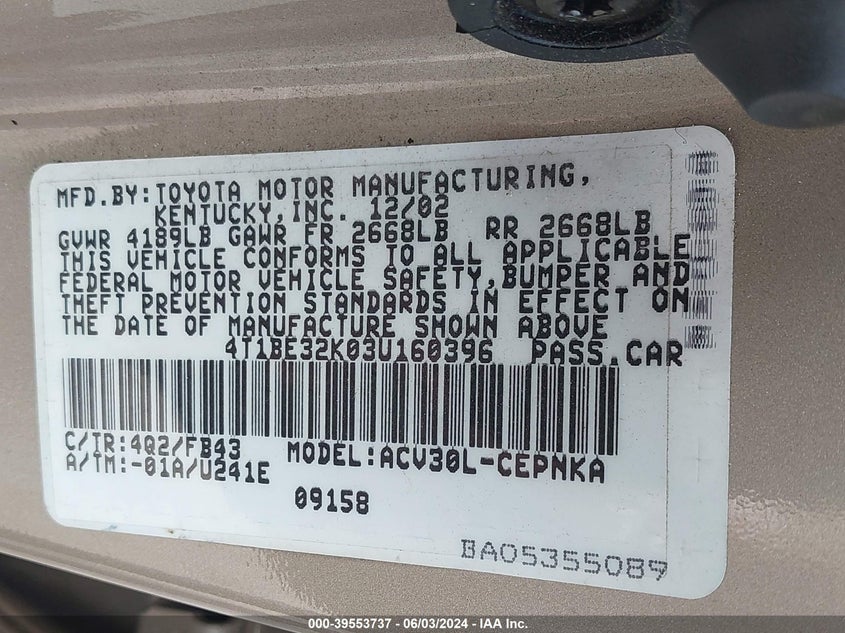 MFD.BY:TOYOTA MOTOR MANUFACTURING,
KENTUCKY,INC. 12/02
GVWR 4189LB GAWR FR 2668LB RR 2668LB
THIS VEHICLE CONFORMS TO ALL APPLICABLE
FEDERAL MOTOR VEHICLE SAFETY,BUMPER AND
THEFT PREVENTION STANDARDS IN EFFECT ON
THE DATE OF MANUFACTURE SHOWN ABOVE
4T1BE32K03U160396 PASS.CAR
C/TR:4Q2/FB43 MODEL:ACV30L-CEPNKA
A/TM:-01A/U241E
09158
BA05355089
000-39553737 - 06/03/2024 - IAA Inc.